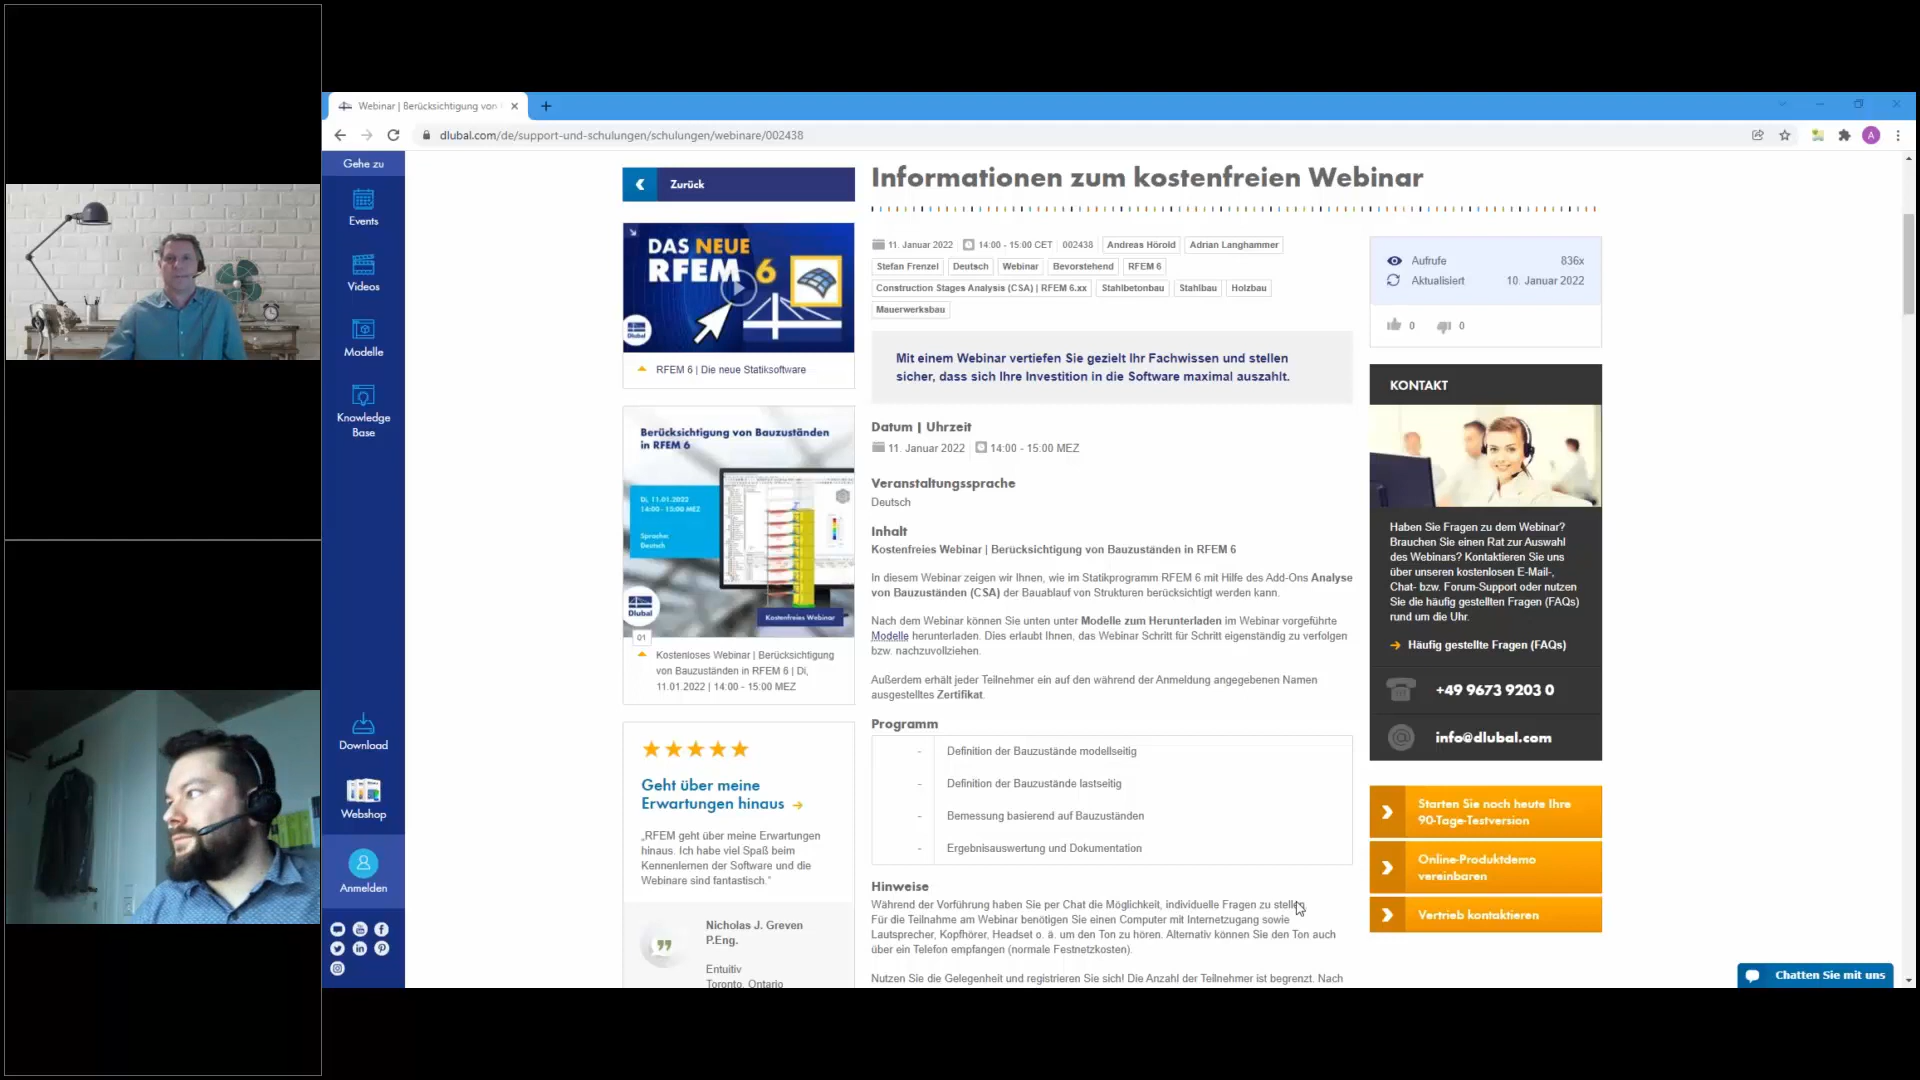 Webinar | Berücksichtigung von
dlubal.com/de/support-und-schulungen/schulungen/webinare/002438
A
Gehe zu
Events
Videos
Modelle
Knowledge
Base
Download
Webshop
Anmelden
Zurück
DAS NEUE
RFEM 6
Dlubal
RFEM 6 | Die neue Statiksoftware
Berücksichtigung von Bauzuständen
in RFEM 6
Di, 11.01.2022
14:00 - 15:00 MEZ
Sprache:
Deutsch
Dlubal
Kostenfreies Webinar
01
Kostenloses Webinar | Berücksichtigung
von Bauzuständen in RFEM 6 | Di,
11.01.2022 | 14:00 - 15:00 MEZ
Geht über meine
Erwartungen hinaus
„RFEM geht über meine Erwartungen
hinaus. Ich habe viel Spaß beim
Kennenlernen der Software und die
Webinare sind fantastisch.“
Nicholas J. Greven
P.Eng.
Entuitiv
Toronto, Ontario
Informationen zum kostenfreien Webinar
11. Januar 2022 14:00 - 15:00 CET 002438 Andreas Hörold Adrian Langhammer
Stefan Frenzel Deutsch Webinar Bevorstehend RFEM 6
Construction Stages Analysis (CSA) | RFEM 6.xx Stahlbetonbau Stahlbau Holzbau
Mauerwerksbau
Mit einem Webinar vertiefen Sie gezielt Ihr Fachwissen und stellen
sicher, dass sich Ihre Investition in die Software maximal auszahlt.
Datum | Uhrzeit
11. Januar 2022 14:00 - 15:00 MEZ
Veranstaltungssprache
Deutsch
Inhalt
Kostenfreies Webinar | Berücksichtigung von Bauzuständen in RFEM 6
In diesem Webinar zeigen wir Ihnen, wie im Statikprogramm RFEM 6 mit Hilfe des Add-Ons Analyse
von Bauzuständen (CSA) der Bauablauf von Strukturen berücksichtigt werden kann.
Nach dem Webinar können Sie unten unter Modelle zum Herunterladen im Webinar vorgeführte
Modelle herunterladen. Dies erlaubt Ihnen, das Webinar Schritt für Schritt eigenständig zu verfolgen
bzw. nachzuvollziehen.
Außerdem erhält jeder Teilnehmer ein auf den während der Anmeldung angegebenen Namen
ausgestelltes Zertifikat.
Programm
- Definition der Bauzustände modellseitig
- Definition der Bauzustände lastseitig
- Bemessung basierend auf Bauzuständen
- Ergebnisauswertung und Dokumentation
Hinweise
Während der Vorführung haben Sie per Chat die Möglichkeit, individuelle Fragen zu stellen.
Für die Teilnahme am Webinar benötigen Sie einen Computer mit Internetzugang sowie
Lautsprecher, Kopfhörer, Headset o. ä. um den Ton zu hören. Alternativ können Sie den Ton auch
über ein Telefon empfangen (normale Festnetzkosten).
Nutzen Sie die Gelegenheit und registrieren Sie sich! Die Anzahl der Teilnehmer ist begrenzt. Nach
Aufrufe 836x
Aktualisiert 10. Januar 2022
0 0
KONTAKT
Haben Sie Fragen zu dem Webinar?
Brauchen Sie einen Rat zur Auswahl
des Webinars? Kontaktieren Sie uns
über unseren kostenlosen E-Mail-,
Chat- bzw. Forum-Support oder nutzen
Sie die häufig gestellten Fragen (FAQs)
rund um die Uhr.
Häufig gestellte Fragen (FAQs)
+49 9673 9203 0
info@dlubal.com
Starten Sie noch heute Ihre
90-Tage-Testversion
Online-Produktdemo
vereinbaren
Vertrieb kontaktieren
Chatten Sie mit uns